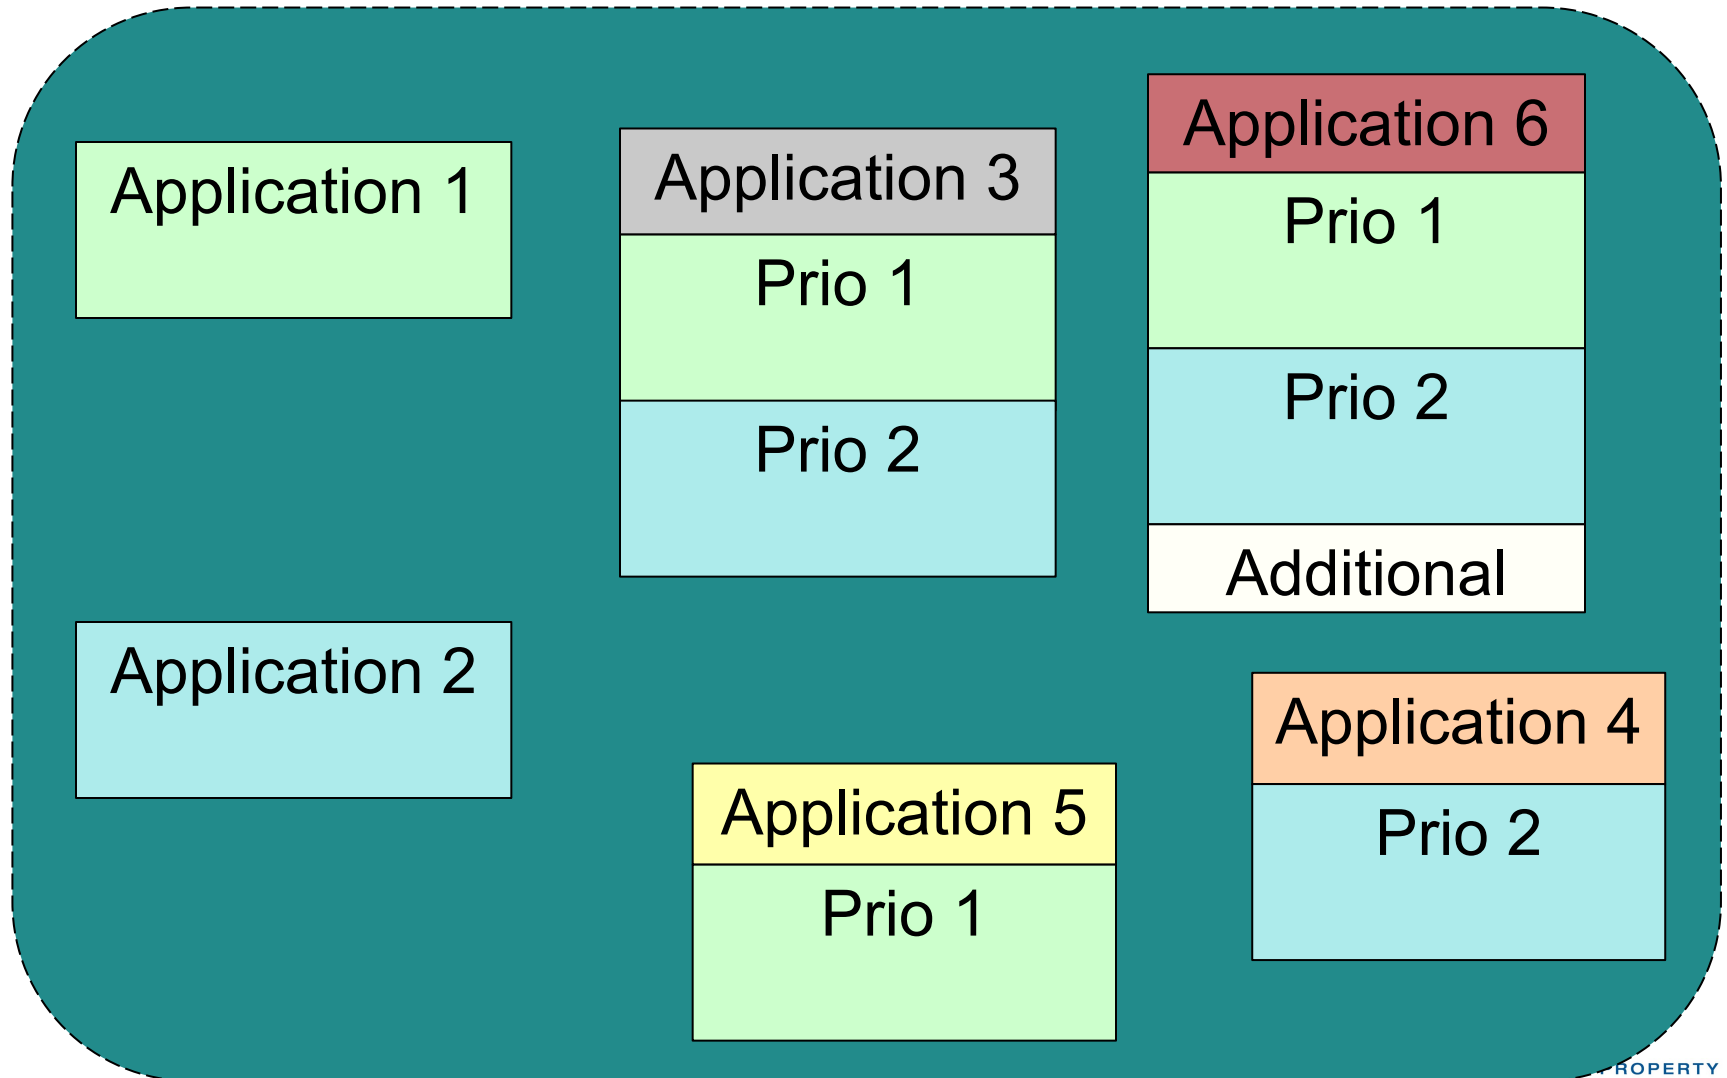 Application 1
Application 2
Application 3
Prio 1
Prio 2
Application 6
Prio 1
Prio 2
Additional
Application 5
Prio 1
Application 4
Prio 2